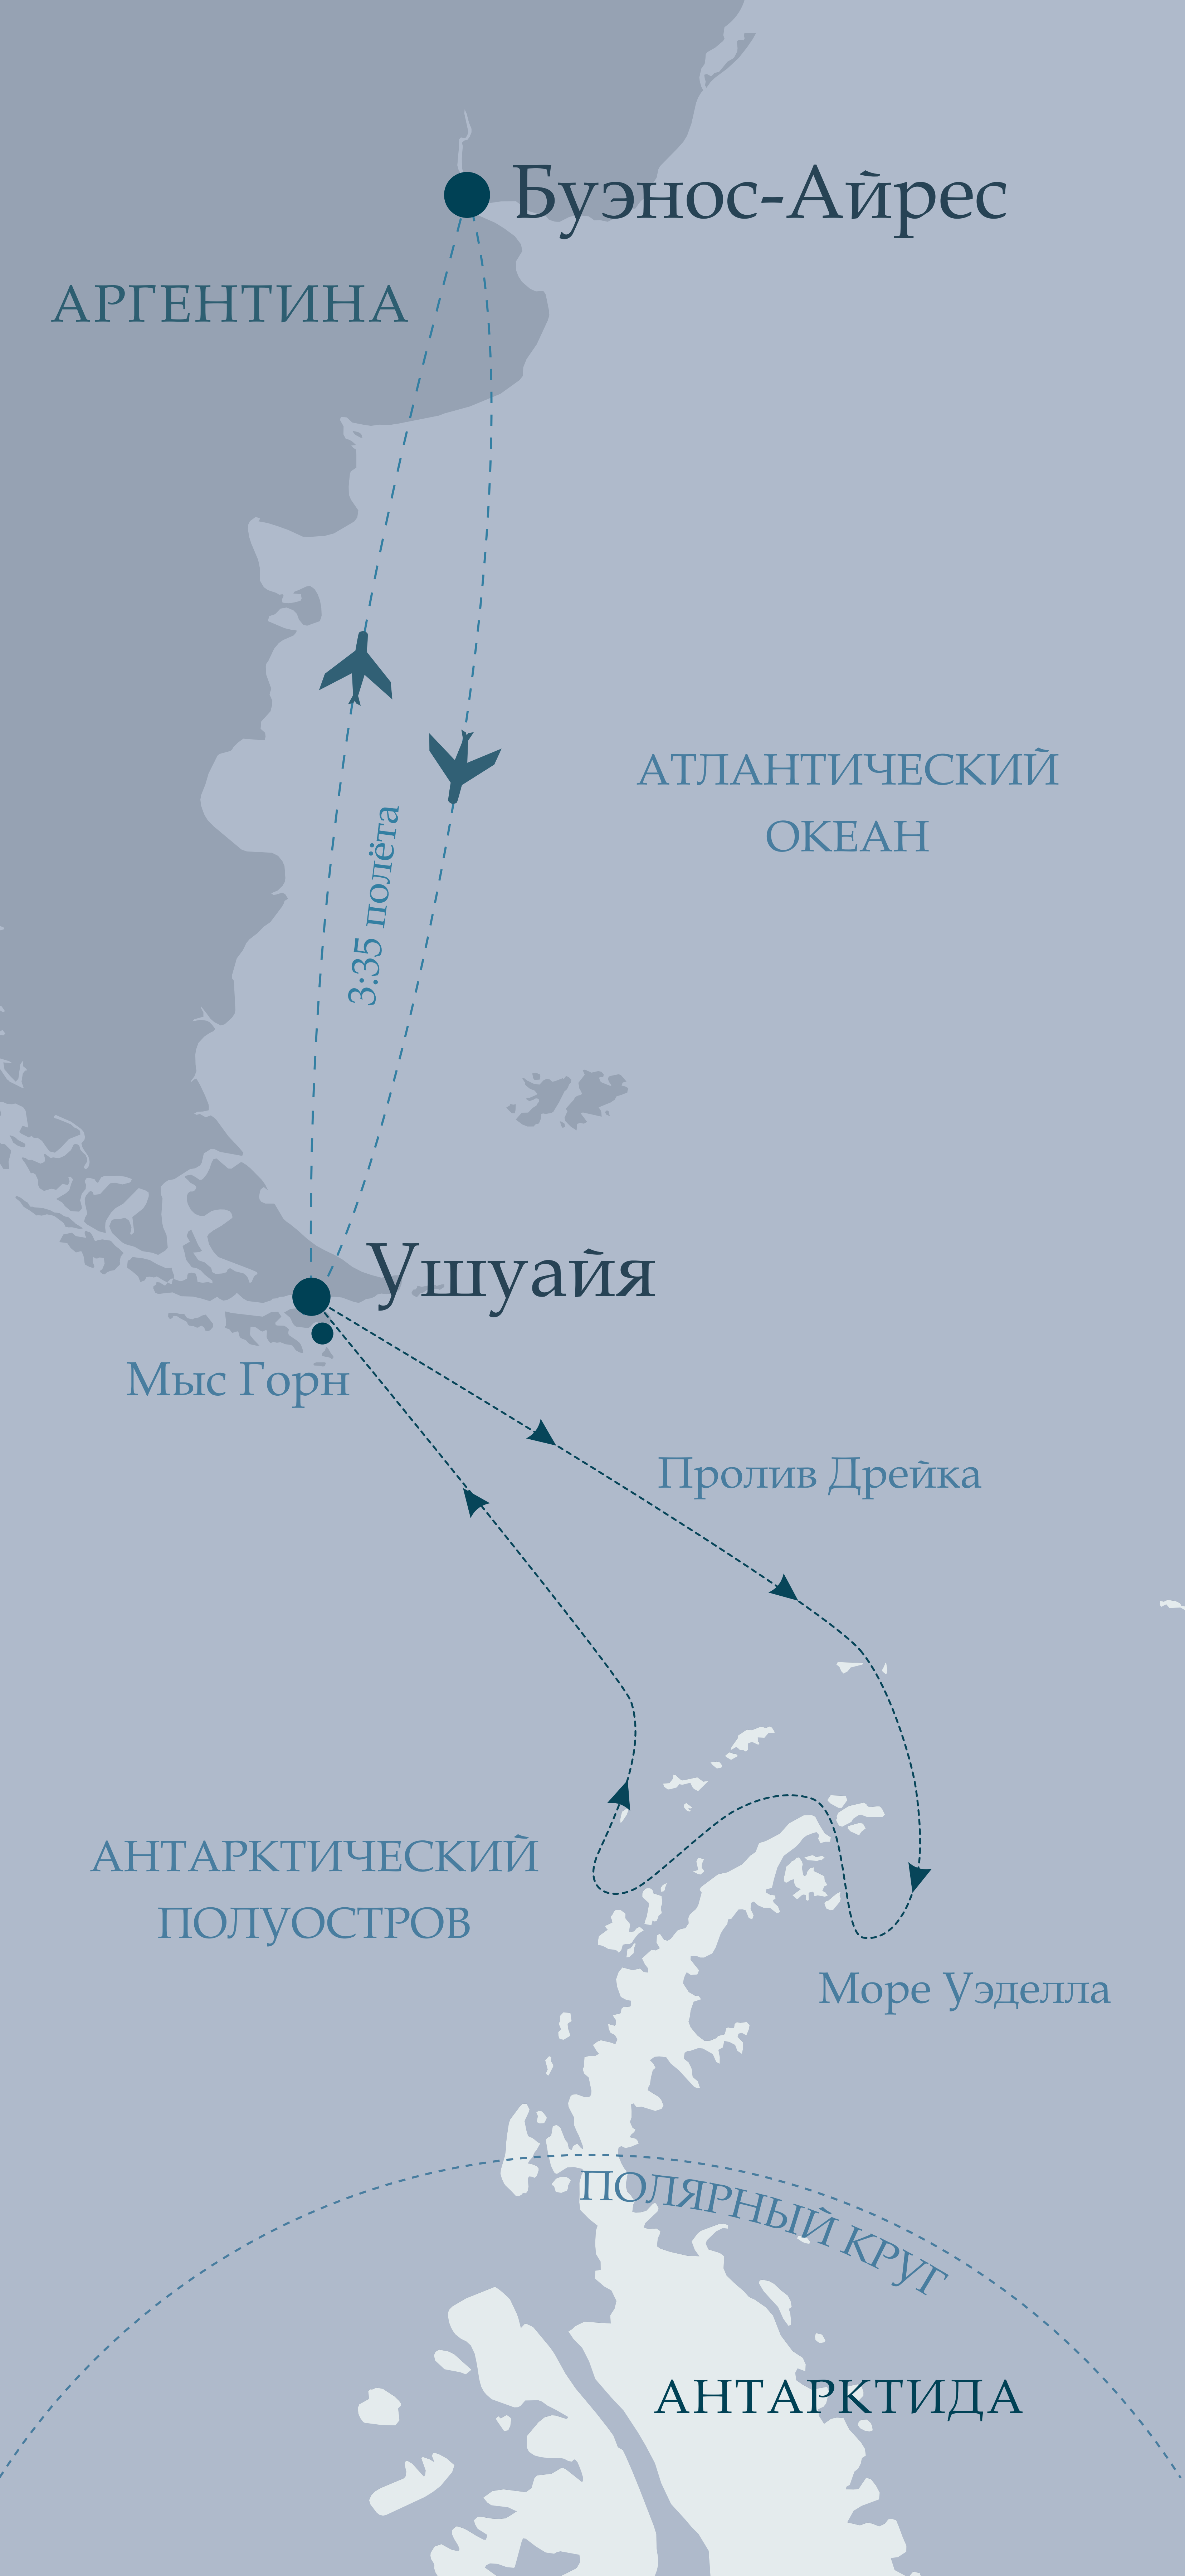 Буэнос-Айрес
АРГЕНТИНА
АТЛАНТИЧЕСКИЙ
ОКЕАН
3:35 полёта
Ушуайя
Мыс Горн
Пролив Дрейка
АНТАРКТИЧЕСКИЙ
ПОЛУОСТРОВ
Море Уэделла
ПОЛЯРНЫЙ КРУГ
АНТАРКТИДА